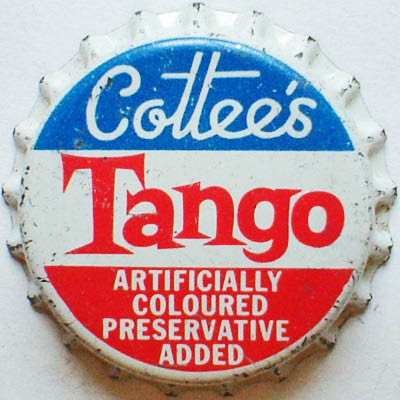 Cottee's
Tango
ARTIFICIALLY
COLOURED
PRESERVATIVE
ADDED